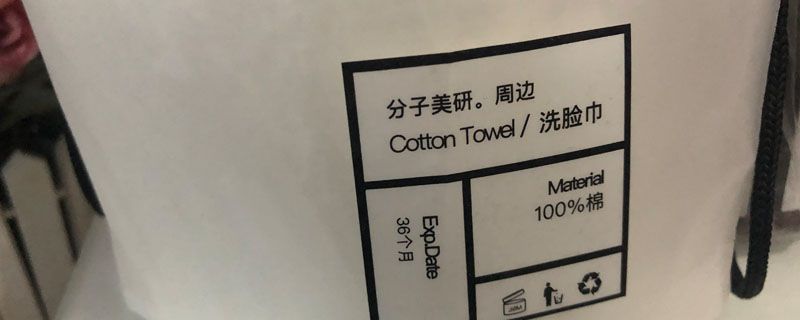 分子美研。周边
Cotton Towel / 洗脸巾
Material
100%棉
Exp.Date
36个月